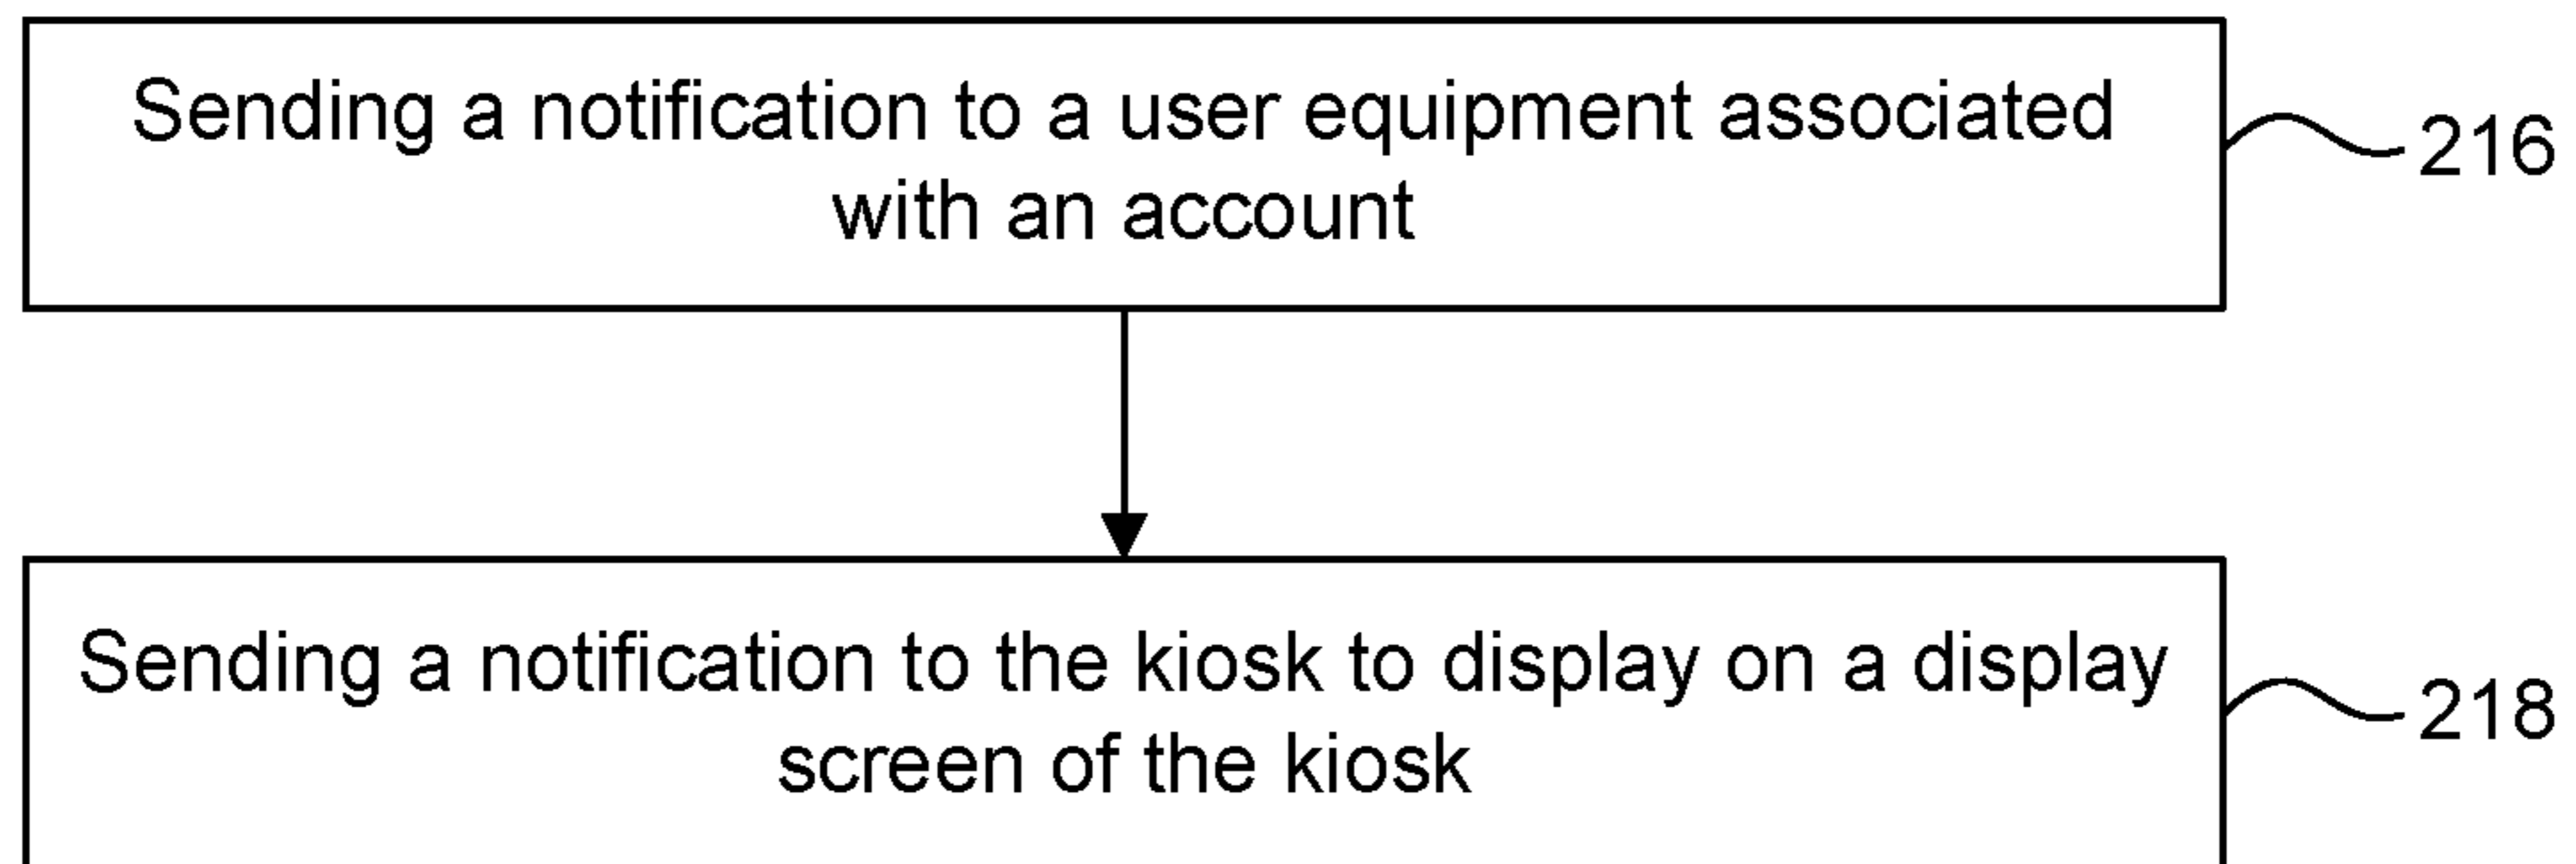 Sending a notification to a user equipment associated
with an account
216
Sending a notification to the kiosk to display on a display
screen of the kiosk
218